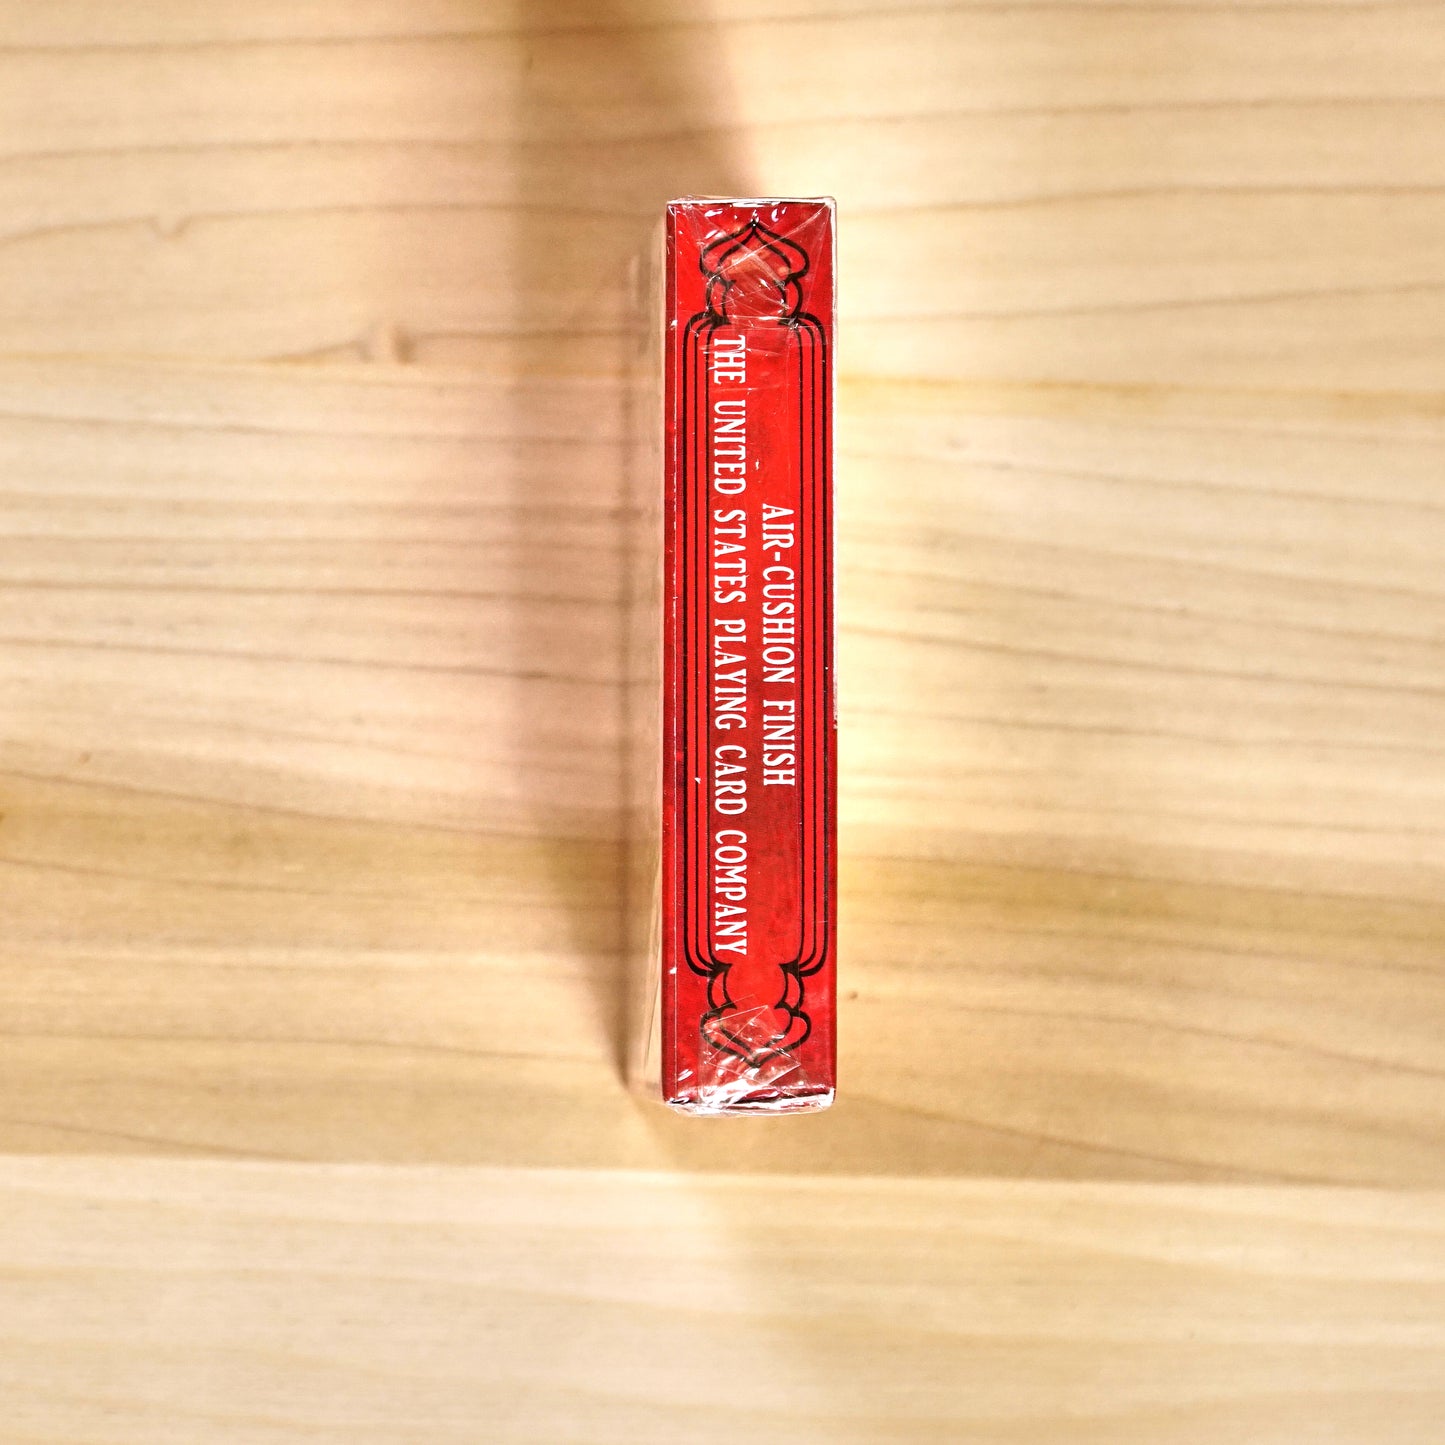 AIR-CUSHION FINISH
THE UNITED STATES PLAYING CARD COMPANY